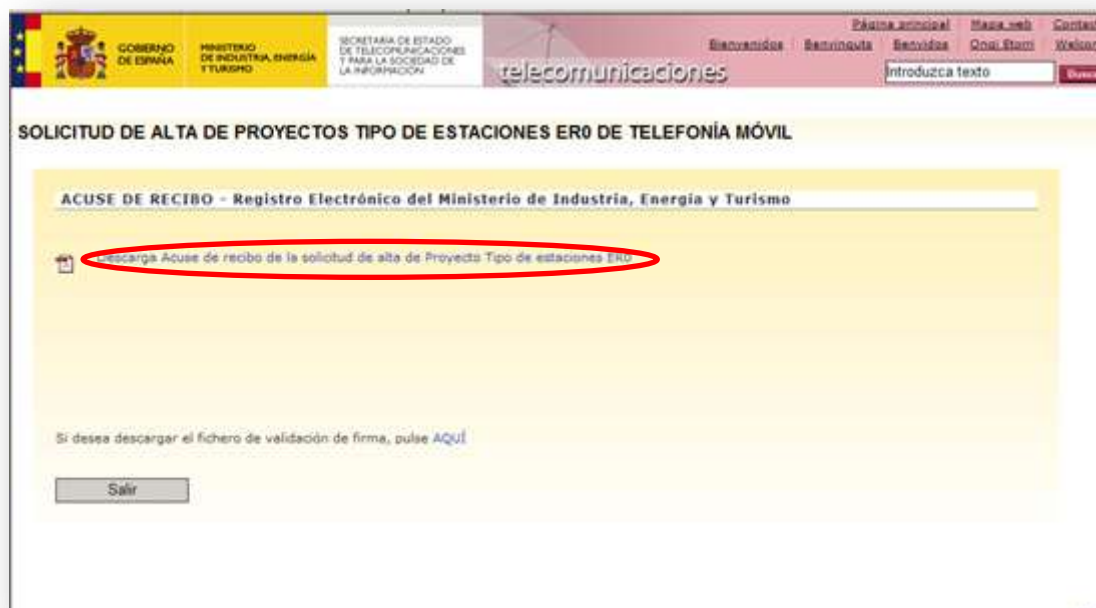 GOBIERNO
DE ESPAÑA
MINISTERIO
DE INDUSTRIA, ENERGÍA
Y TURISMO
SECRETARÍA DE ESTADO
DE TELECOMUNICACIONES
Y PARA LA SOCIEDAD DE
LA INFORMACIÓN
telecomunicaciones
Página principal Mapa web Contac
Bienvenidos Benvinguts Benvidos Ongi Etorri Welcom
Introduzca texto
SOLICITUD DE ALTA DE PROYECTOS TIPO DE ESTACIONES ER0 DE TELEFONÍA MÓVIL
ACUSE DE RECIBO - Registro Electrónico del Ministerio de Industria, Energía y Turismo
Descarga Acuse de recibo de la solicitud de alta de Proyecto Tipo de estaciones ER0
Si desea descargar el fichero de validación de firma, pulse AQUÍ
Salir